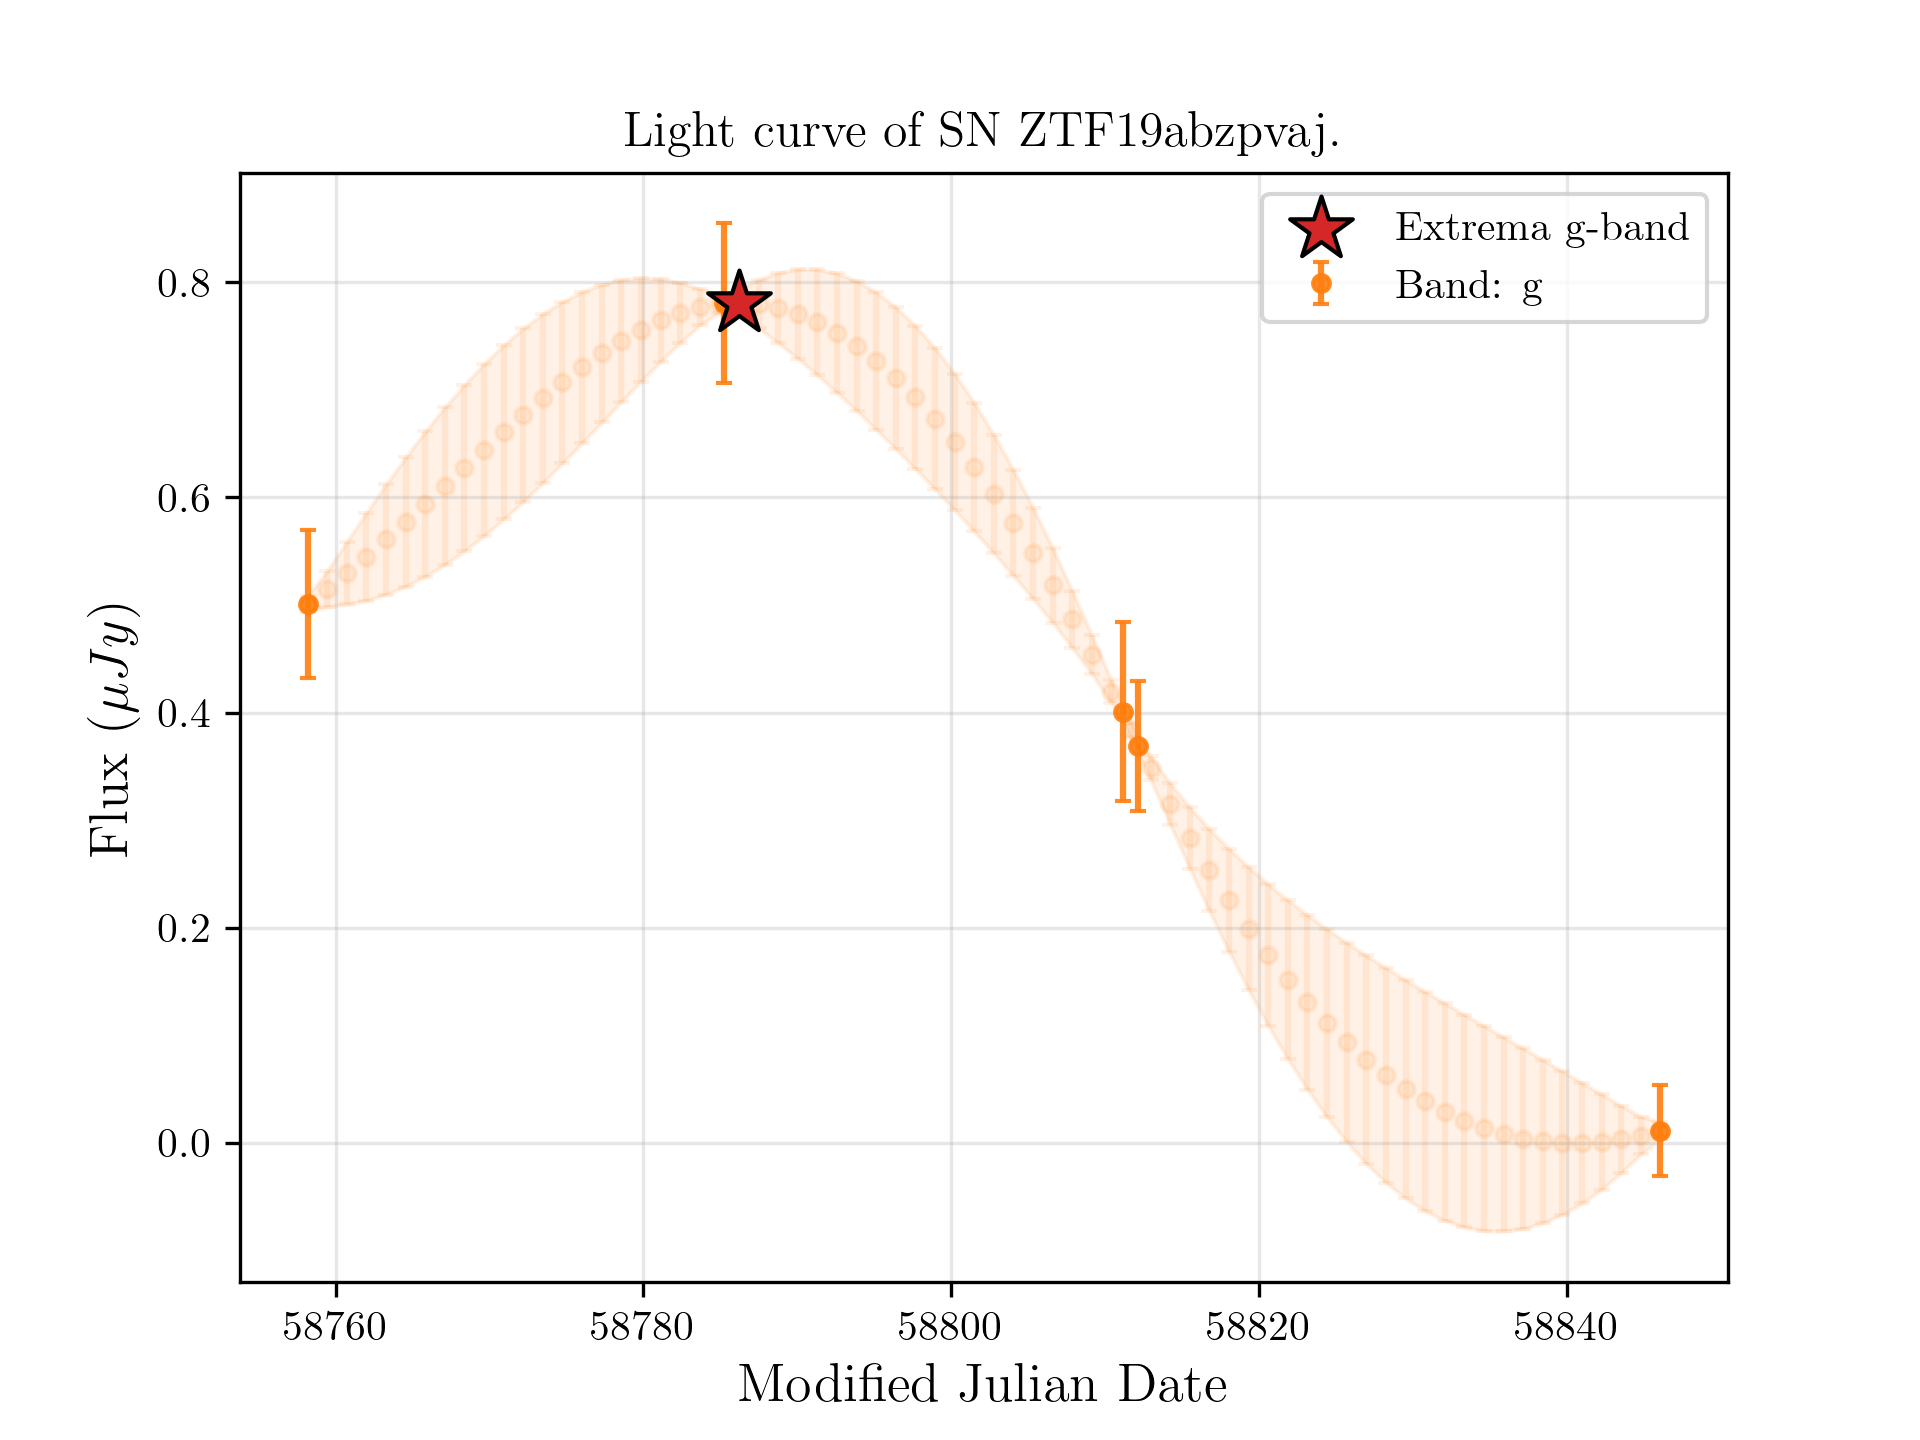 Light curve of SN ZTF19abzpvaj.
Extrema g-band
Band: g
Flux (μJy)
0.8
0.6
0.4
0.2
0.0
58760 58780 58800 58820 58840
Modified Julian Date